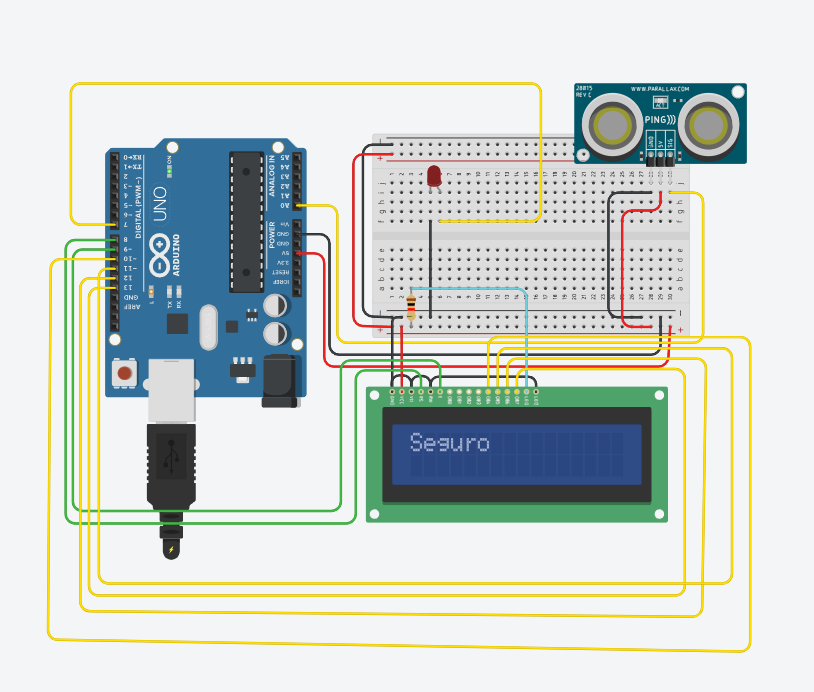 J8015
REV C
WWW.PARALLAX.COM
PING)))
GND
5V
SIG
RX←0
TX→1
2
~3
4
~5
~6
7
8
~9
~10
~11
12
13
GND
AREF
DIGITAL (PWM~)
UNO
ARDUINO
ON
L
TX
RX
ANALOG IN
A5
A4
A3
A2
A1
A0
POWER
Vin
GND
GND
5V
3.3V
RESET
IOREF
Seguro